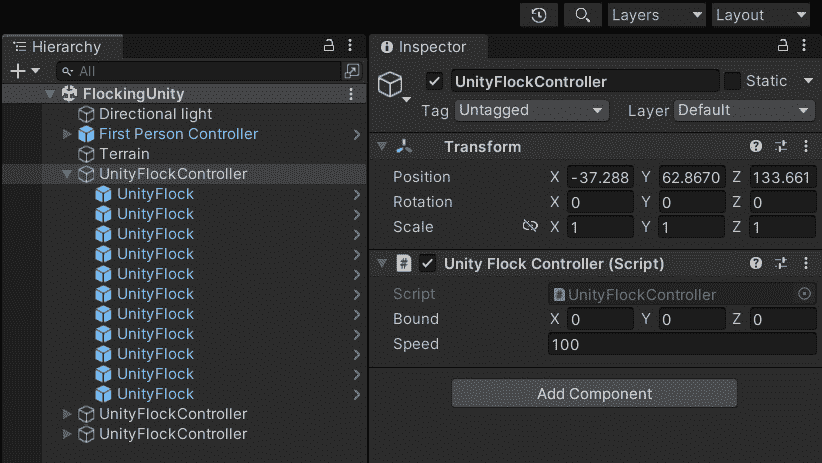 Layers Layout
Hierarchy
All
FlockingUnity
Directional light
First Person Controller
Terrain
UnityFlockController
UnityFlock
UnityFlock
UnityFlock
UnityFlock
UnityFlock
UnityFlock
UnityFlock
UnityFlock
UnityFlock
UnityFlock
UnityFlock
UnityFlockController
UnityFlockController
Inspector
UnityFlockController Static
Tag Untagged Layer Default
Transform
Position X -37.288 Y 62.8670 Z 133.661
Rotation X 0 Y 0 Z 0
Scale X 1 Y 1 Z 1
# Unity Flock Controller (Script)
Script # UnityFlockController
Bound X 0 Y 0 Z 0
Speed 100
Add Component